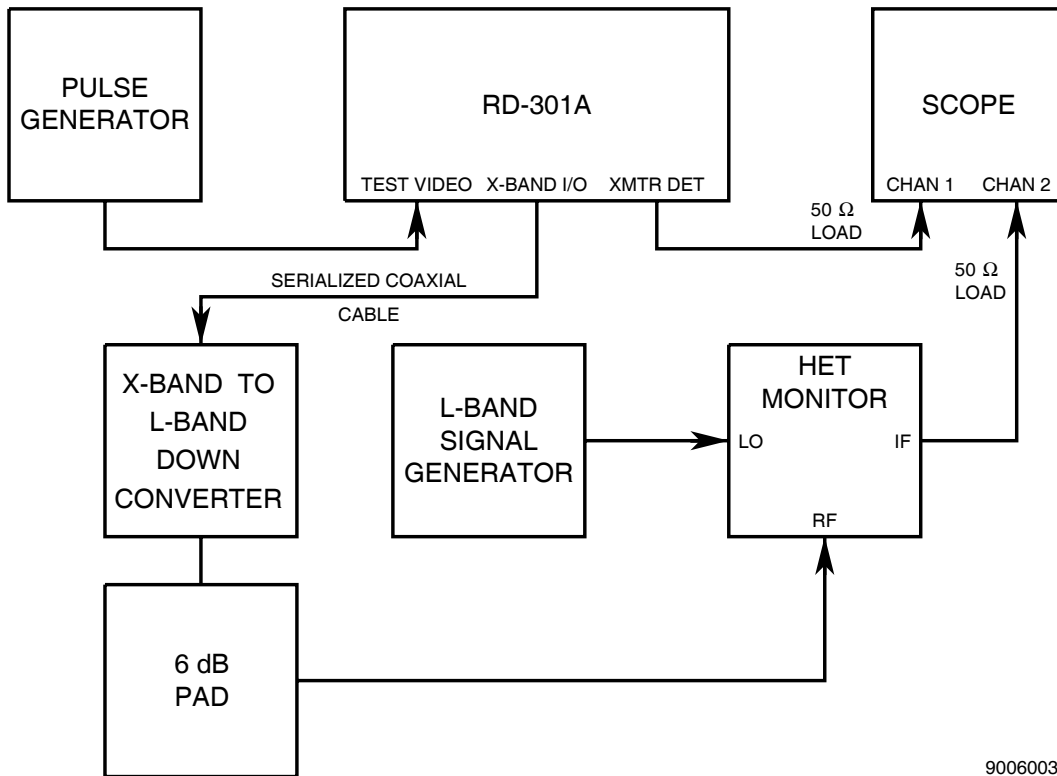 PULSE
GENERATOR
RD-301A
TEST VIDEO X-BAND I/O XMTR DET
SCOPE
CHAN 1 CHAN 2
50 Ω
LOAD
50 Ω
LOAD
SERIALIZED COAXIAL
CABLE
X-BAND TO
L-BAND
DOWN
CONVERTER
L-BAND
SIGNAL
GENERATOR
HET
MONITOR
LO IF
RF
6 dB
PAD
9006003